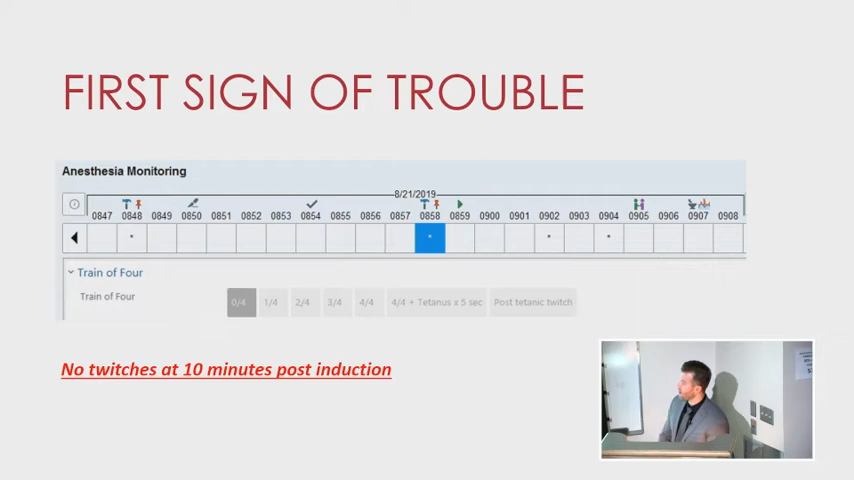 FIRST SIGN OF TROUBLE
Anesthesia Monitoring
8/21/2019
0847 0848 0849 0850 0851 0852 0853 0854 0855 0856 0857 0858 0859 0900 0901 0902 0903 0904 0905 0906 0907 0908
Train of Four
Train of Four 0/4 1/4 2/4 3/4 4/4 4/4 + Tetanus x 5 sec Post tetanic twitch
No twitches at 10 minutes post induction